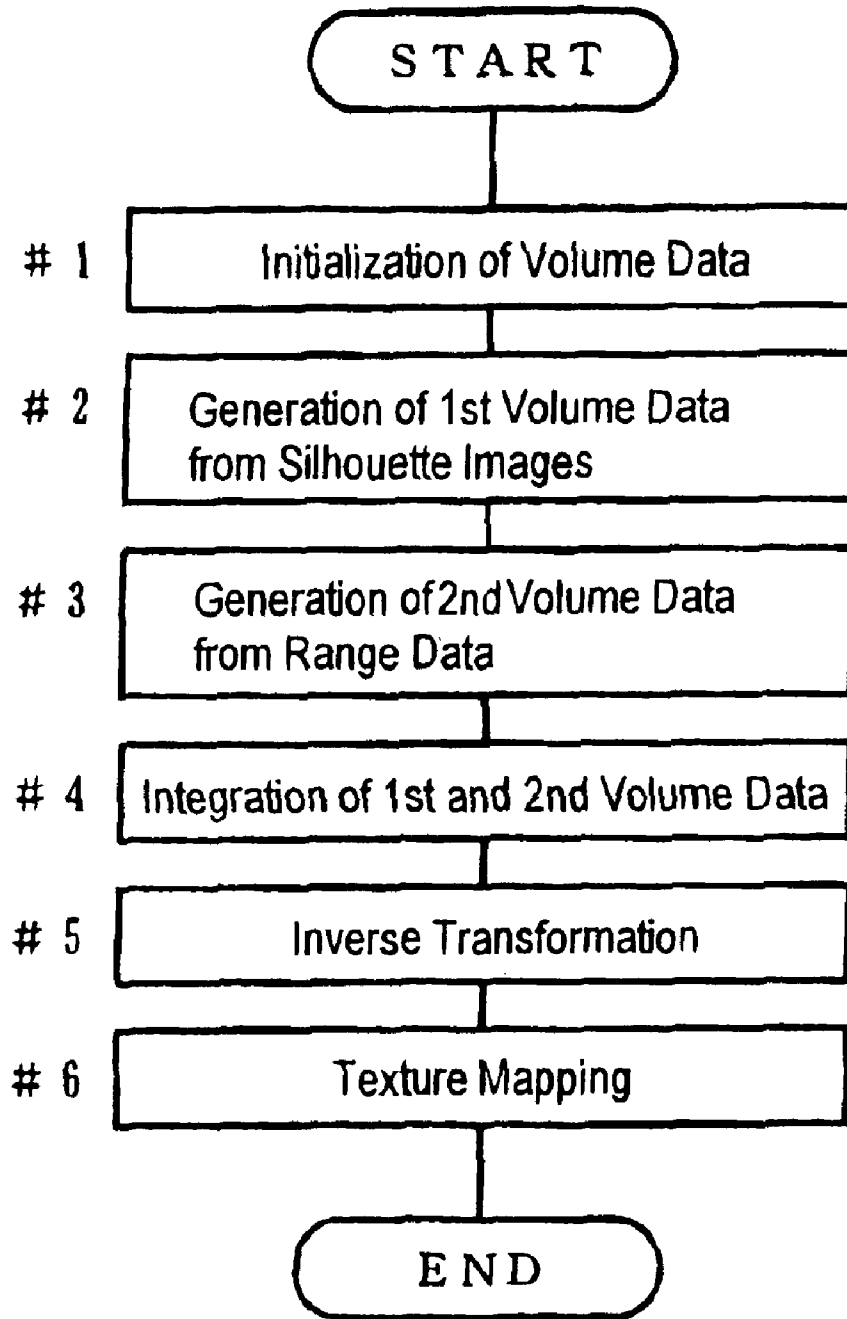 START
# 1 Initialization of Volume Data
# 2 Generation of 1st Volume Data
from Silhouette Images
# 3 Generation of 2nd Volume Data
from Range Data
# 4 Integration of 1st and 2nd Volume Data
# 5 Inverse Transformation
# 6 Texture Mapping
END